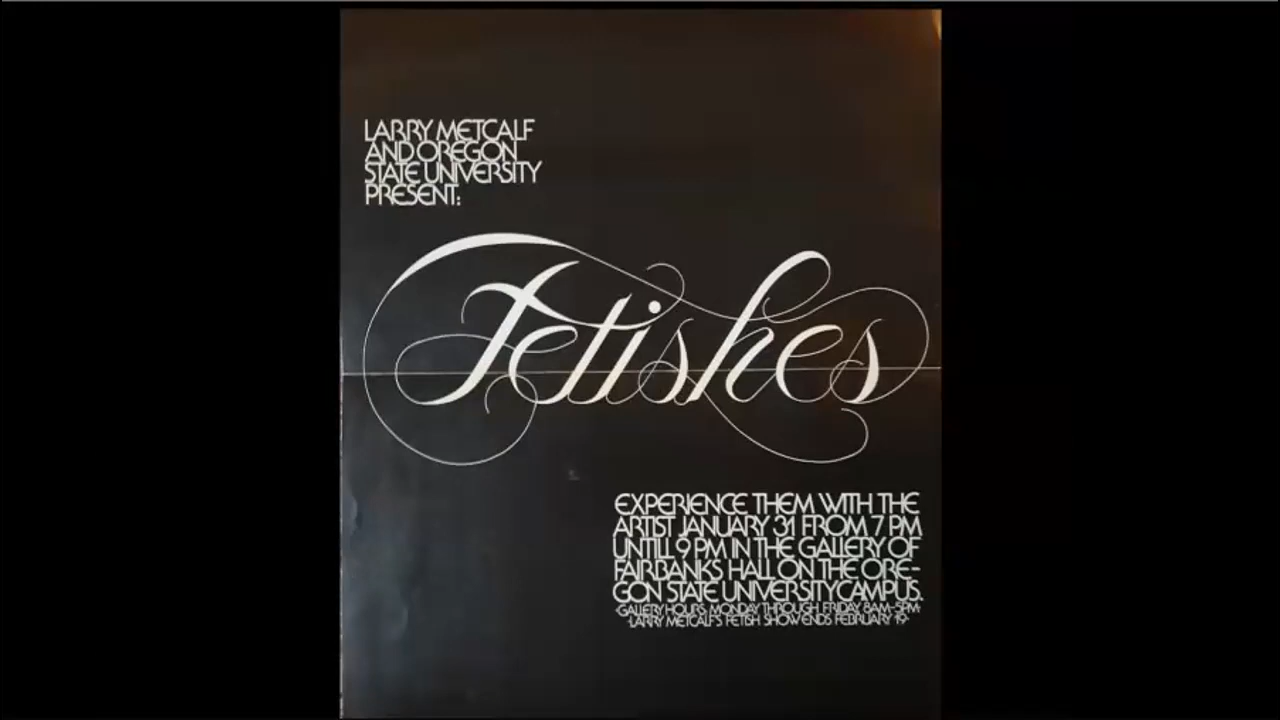 LARRY METCALF
AND OREGON
STATE UNIVERSITY
PRESENT:
Fetishes
EXPERIENCE THEM WITH THE
ARTIST JANUARY 31 FROM 7 PM
UNTILL 9 PM IN THE GALLERY OF
FAIRBANKS HALL ON THE ORE-
GON STATE UNIVERSITY CAMPUS.
·GALLERY HOURS: MONDAY THROUGH FRIDAY, 8AM-5PM·
·LARRY METCALF'S FETISH SHOW ENDS FEBRUARY 19·